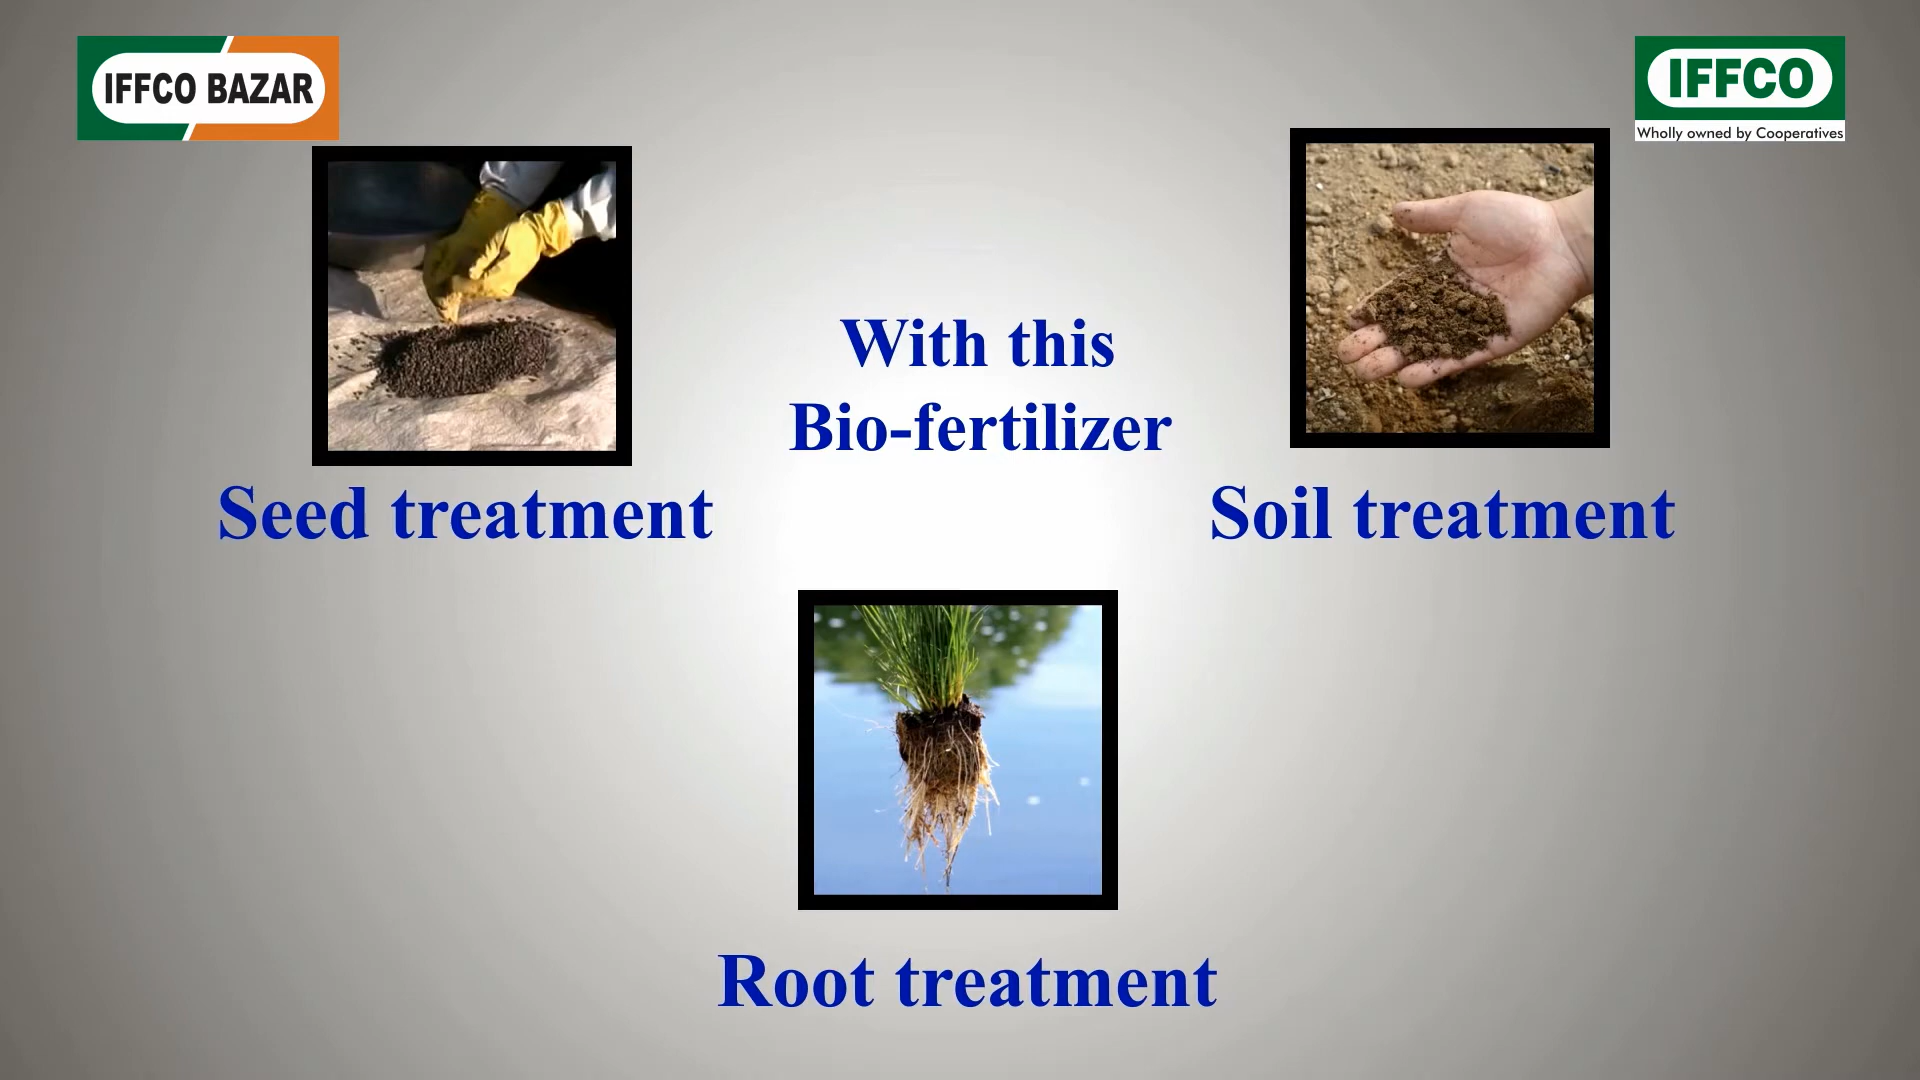 IFFCO BAZAR
IFFCO
Wholly owned by Cooperatives
With this
Bio-fertilizer
Seed treatment
Soil treatment
Root treatment